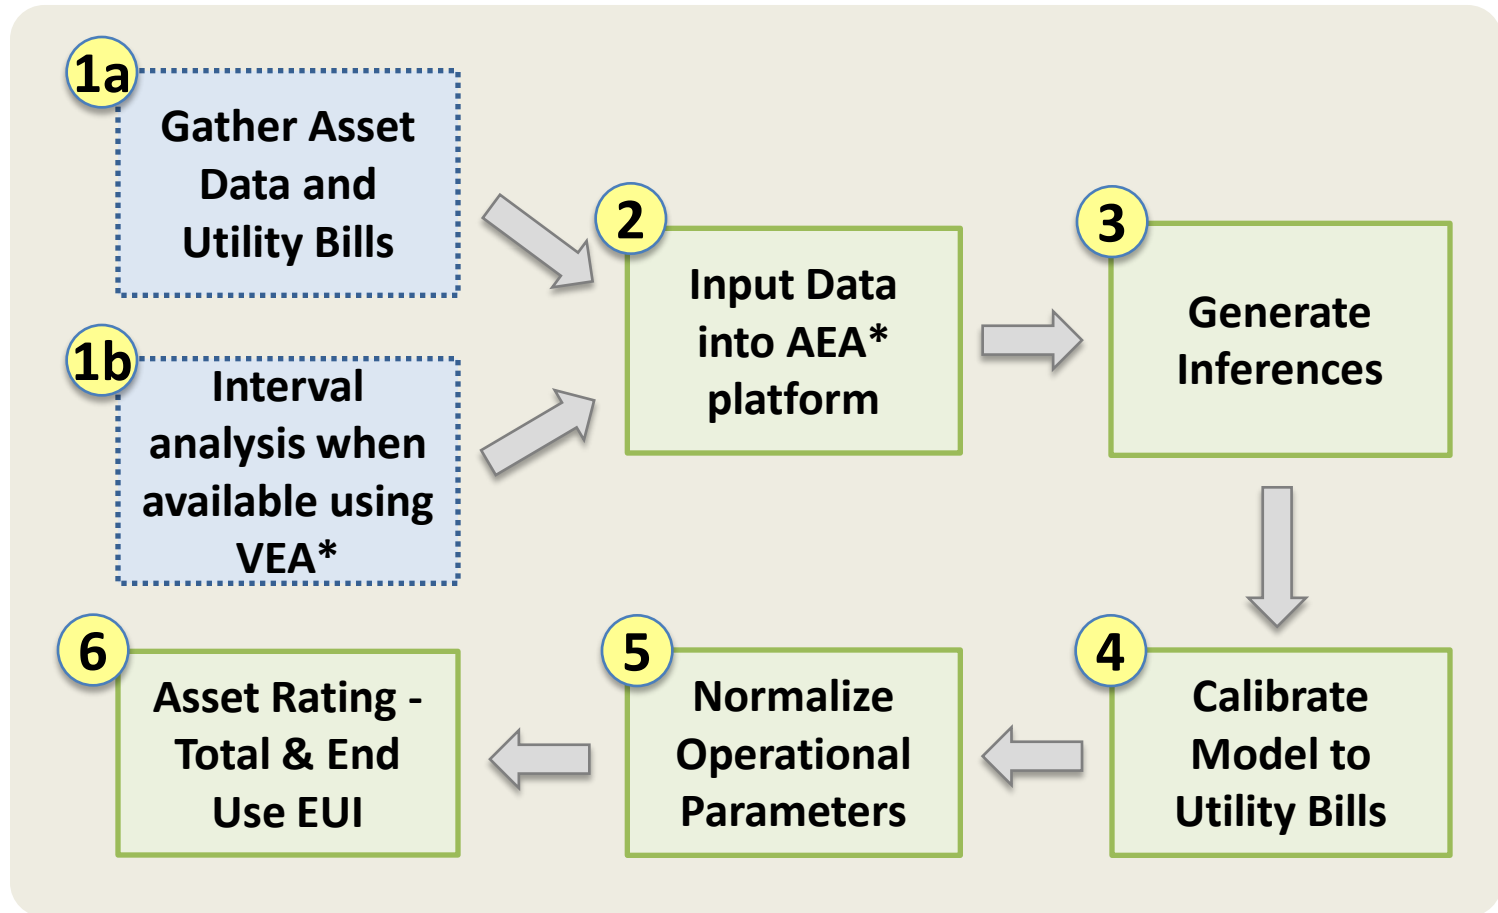 1a
Gather Asset
Data and
Utility Bills
1b
Interval
analysis when
available using
VEA*
2
Input Data
into AEA*
platform
3
Generate
Inferences
4
Calibrate
Model to
Utility Bills
5
Normalize
Operational
Parameters
6
Asset Rating -
Total & End
Use EUI